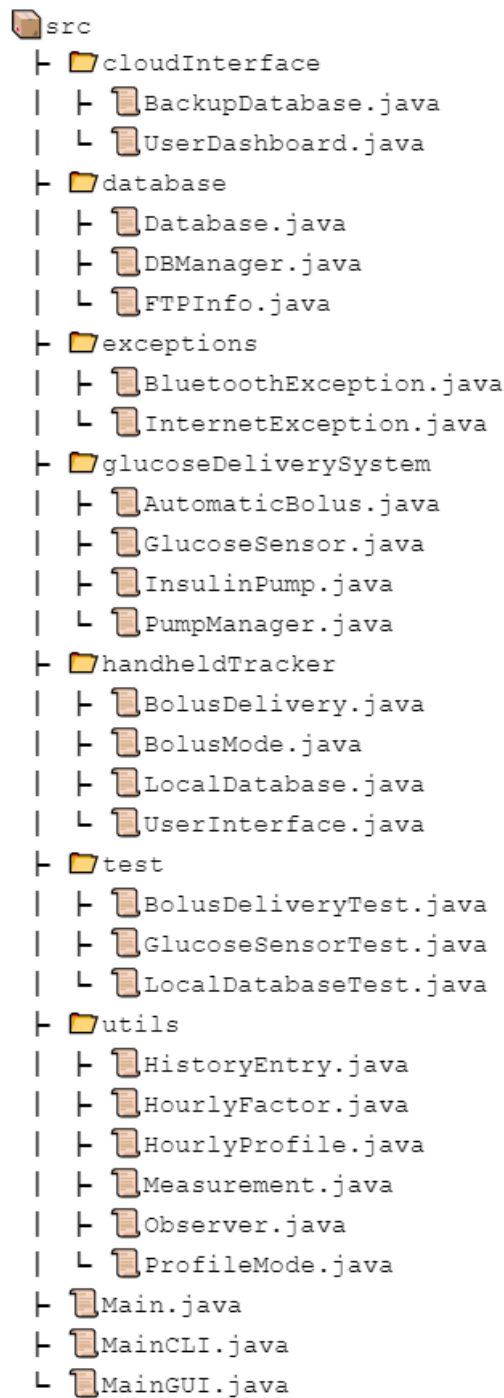 src
├ cloudInterface
│ ├ BackupDatabase.java
│ └ UserDashboard.java
├ database
│ ├ Database.java
│ ├ DBManager.java
│ └ FTPInfo.java
├ exceptions
│ ├ BluetoothException.java
│ └ InternetException.java
├ glucoseDeliverySystem
│ ├ AutomaticBolus.java
│ ├ GlucoseSensor.java
│ ├ InsulinPump.java
│ └ PumpManager.java
├ handheldTracker
│ ├ BolusDelivery.java
│ ├ BolusMode.java
│ ├ LocalDatabase.java
│ └ UserInterface.java
├ test
│ ├ BolusDeliveryTest.java
│ ├ GlucoseSensorTest.java
│ └ LocalDatabaseTest.java
├ utils
│ ├ HistoryEntry.java
│ ├ HourlyFactor.java
│ ├ HourlyProfile.java
│ ├ Measurement.java
│ ├ Observer.java
│ └ ProfileMode.java
├ Main.java
├ MainCLI.java
└ MainGUI.java